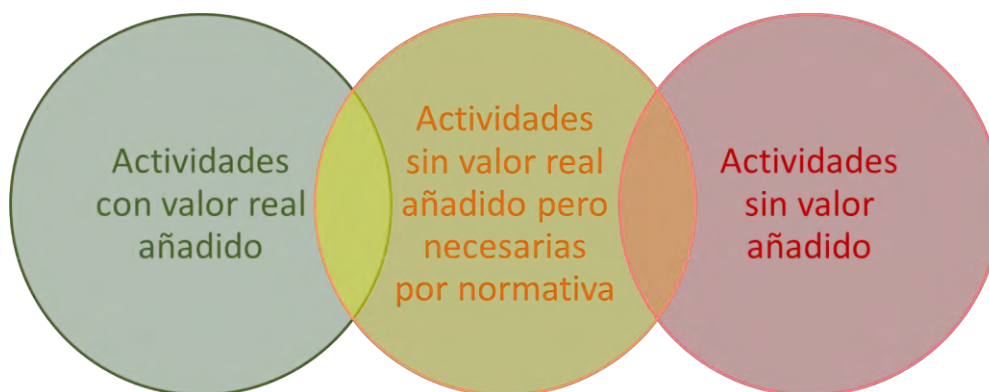 Actividades
con valor real
añadido
Actividades
sin valor real
añadido pero
necesarias
por normativa
Actividades
sin valor
añadido